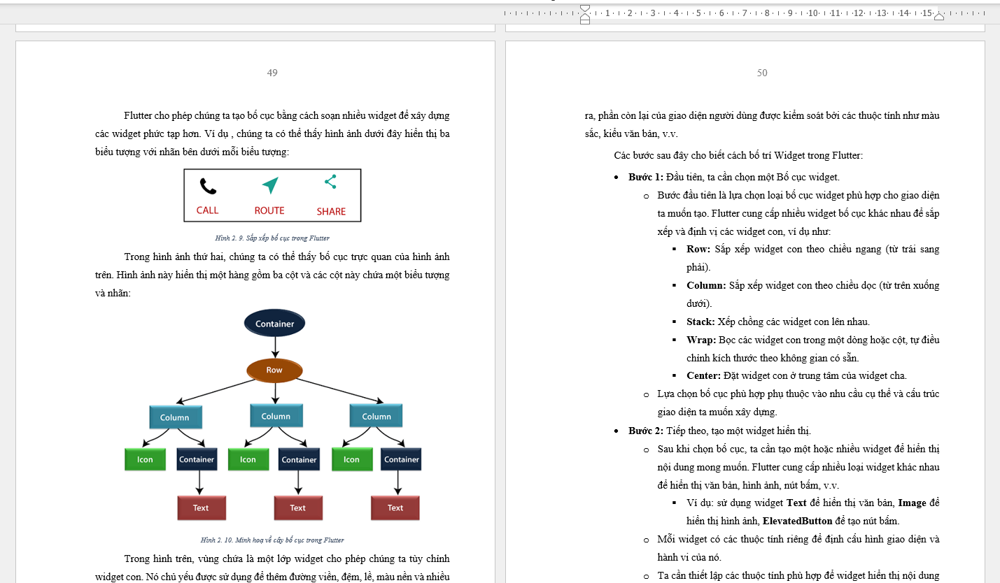 1 2 3 4 5 6 7 8 9 10 11 12 13 14 15
49
Flutter cho phép chúng ta tạo bố cục bằng cách soạn nhiều widget để xây dựng
các widget phức tạp hơn. Ví dụ , chúng ta có thể thấy hình ảnh dưới đây hiển thị ba
biểu tượng với nhãn bên dưới mỗi biểu tượng:
CALL ROUTE SHARE
Hình 2. 9. Sắp xếp bố cục trong Flutter
Trong hình ảnh thứ hai, chúng ta có thể thấy bố cục trực quan của hình ảnh
trên. Hình ảnh này hiển thị một hàng gồm ba cột và các cột này chứa một biểu tượng
và nhãn:
Container
Row
Column Column Column
Icon Container Icon Container Icon Container
Text Text Text
Hình 2. 10. Minh hoạ về cây bố cục trong Flutter
Trong hình trên, vùng chứa là một lớp widget cho phép chúng ta tùy chỉnh
widget con. Nó chủ yếu được sử dụng để thêm đường viền, đệm, lề, màu nền và nhiều
50
ra, phần còn lại của giao diện người dùng được kiểm soát bởi các thuộc tính như màu
sắc, kiểu văn bản, v.v.
Các bước sau đây cho biết cách bố trí Widget trong Flutter:
• Bước 1: Đầu tiên, ta cần chọn một Bố cục widget.
o Bước đầu tiên là lựa chọn loại bố cục widget phù hợp cho giao diện
ta muốn tạo. Flutter cung cấp nhiều widget bố cục khác nhau để sắp
xếp và định vị các widget con, ví dụ như:
▪ Row: Sắp xếp widget con theo chiều ngang (từ trái sang
phải).
▪ Column: Sắp xếp widget con theo chiều dọc (từ trên xuống
dưới).
▪ Stack: Xếp chồng các widget con lên nhau.
▪ Wrap: Bọc các widget con trong một dòng hoặc cột, tự điều
chỉnh kích thước theo không gian có sẵn.
▪ Center: Đặt widget con ở trung tâm của widget cha.
o Lựa chọn bố cục phù hợp phụ thuộc vào nhu cầu cụ thể và cấu trúc
giao diện ta muốn xây dựng.
• Bước 2: Tiếp theo, tạo một widget hiển thị.
o Sau khi chọn bố cục, ta cần tạo một hoặc nhiều widget để hiển thị
nội dung mong muốn. Flutter cung cấp nhiều loại widget khác nhau
để hiển thị văn bản, hình ảnh, nút bấm, v.v.
▪ Ví dụ: sử dụng widget Text để hiển thị văn bản, Image để
hiển thị hình ảnh, ElevatedButton để tạo nút bấm.
o Mỗi widget có các thuộc tính riêng để định cấu hình giao diện và
hành vi của nó.
o Ta cần thiết lập các thuộc tính phù hợp để widget hiển thị nội dung